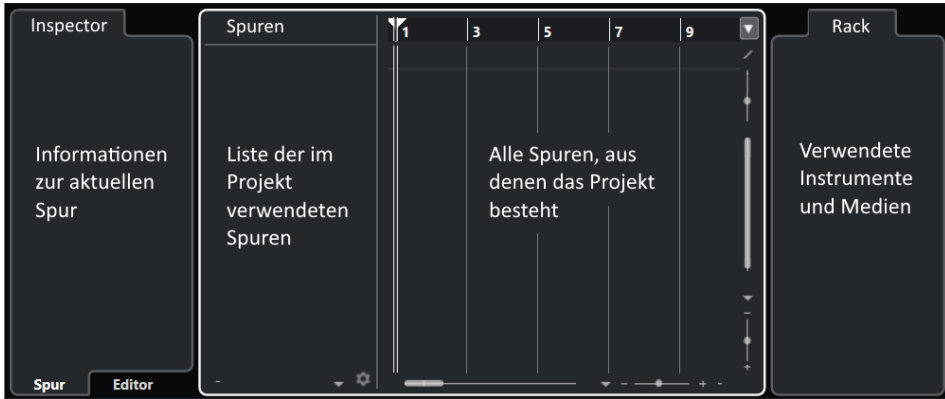 Inspector
Informationen
zur aktuellen
Spur
Spur
Editor
Spuren
Liste der im
Projekt
verwendeten
Spuren
1 3 5 7 9
Alle Spuren, aus
denen das Projekt
besteht
Rack
Verwendete
Instrumente
und Medien